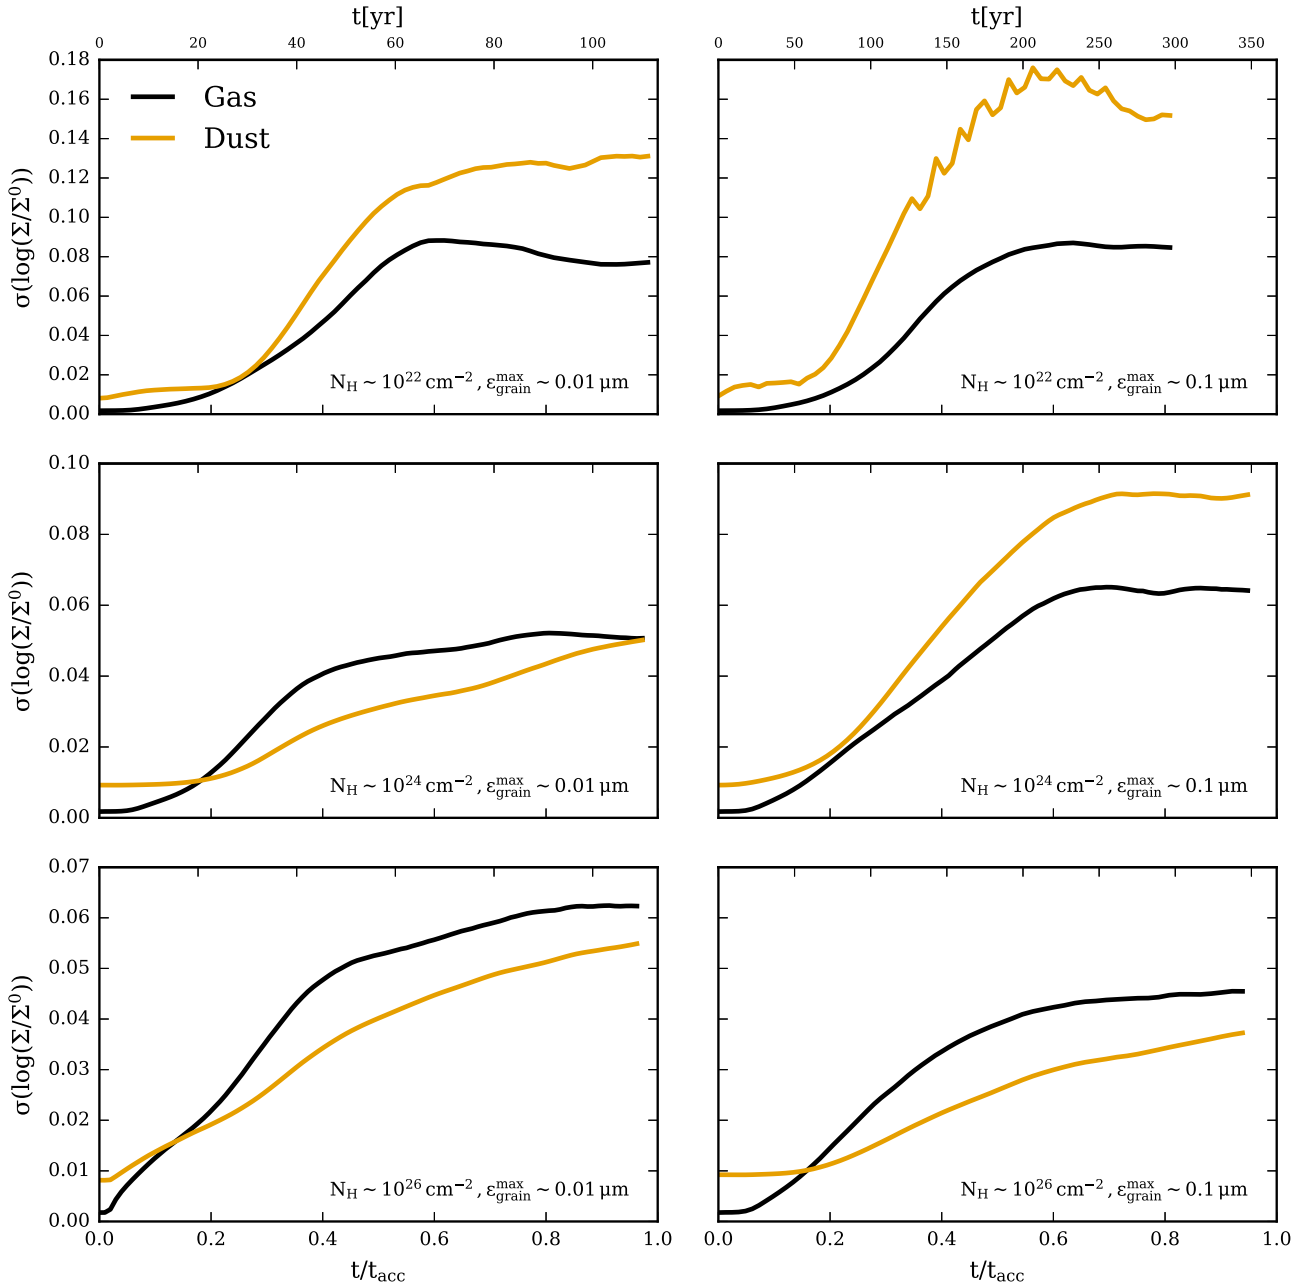 t[yr]
t[yr]
0 20 40 60 80 100
0 50 100 150 200 250 300 350
0.18
0.16
0.14
0.12
0.10
0.08
0.06
0.04
0.02
0.00
σ(log(Σ/Σ⁰))
Gas
Dust
N_H ~ 10²² cm⁻², ε_grain^max ~ 0.01 μm
N_H ~ 10²² cm⁻², ε_grain^max ~ 0.1 μm
0.10
0.08
0.06
0.04
0.02
0.00
σ(log(Σ/Σ⁰))
N_H ~ 10²⁴ cm⁻², ε_grain^max ~ 0.01 μm
N_H ~ 10²⁴ cm⁻², ε_grain^max ~ 0.1 μm
0.07
0.06
0.05
0.04
0.03
0.02
0.01
0.00
σ(log(Σ/Σ⁰))
N_H ~ 10²⁶ cm⁻², ε_grain^max ~ 0.01 μm
N_H ~ 10²⁶ cm⁻², ε_grain^max ~ 0.1 μm
0.0 0.2 0.4 0.6 0.8 1.0
0.0 0.2 0.4 0.6 0.8 1.0
t/t_acc
t/t_acc